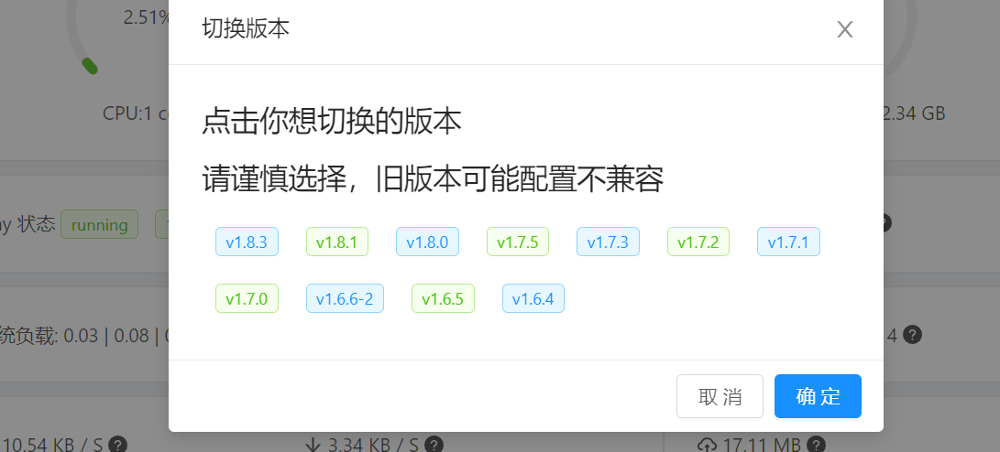 2.51%
切换版本
CPU:1 co
2.34 GB
点击你想切换的版本
请谨慎选择，旧版本可能配置不兼容
ay 状态 running
v1.8.3 v1.8.1 v1.8.0 v1.7.5 v1.7.3 v1.7.2 v1.7.1
v1.7.0 v1.6.6-2 v1.6.5 v1.6.4
统负载: 0.03 | 0.08 | 0
4 ?
取 消 确 定
10.54 KB / S ? 3.34 KB / S ? 17.11 MB ?